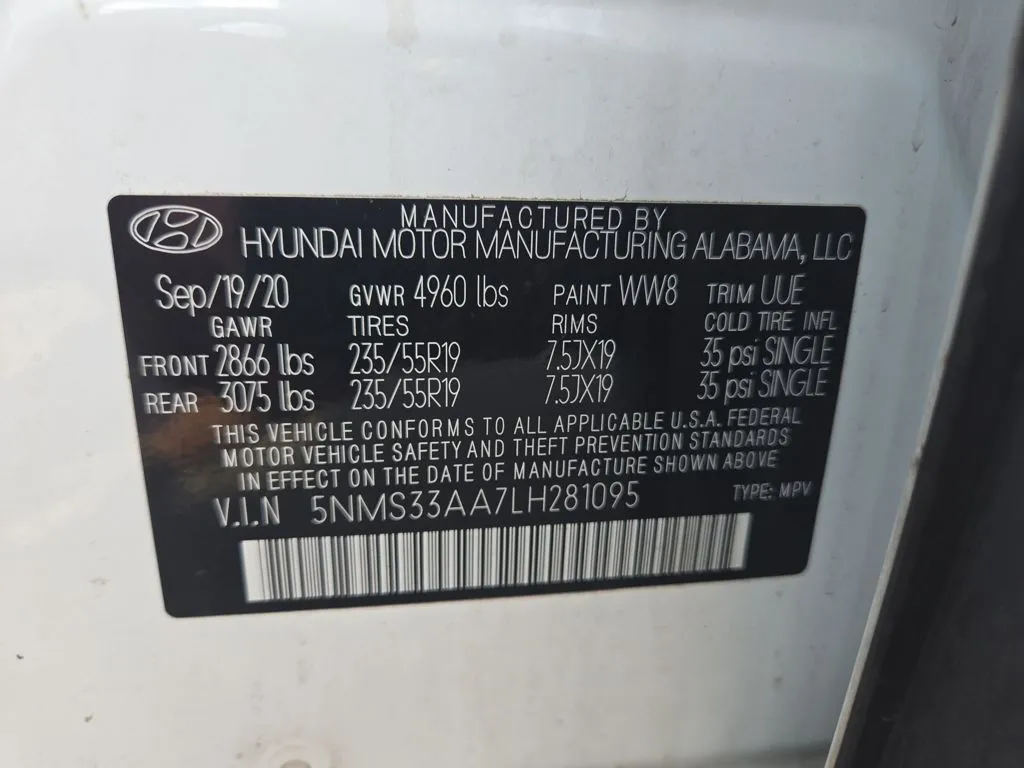 MANUFACTURED BY
HYUNDAI MOTOR MANUFACTURING ALABAMA, LLC
Sep/19/20 GVWR 4960 lbs PAINT WW8 TRIM UUE
GAWR TIRES RIMS COLD TIRE INFL
FRONT 2866 lbs 235/55R19 7.5JX19 35 psi SINGLE
REAR 3075 lbs 235/55R19 7.5JX19 35 psi SINGLE
THIS VEHICLE CONFORMS TO ALL APPLICABLE U.S.A. FEDERAL
MOTOR VEHICLE SAFETY AND THEFT PREVENTION STANDARDS
IN EFFECT ON THE DATE OF MANUFACTURE SHOWN ABOVE
V.I.N 5NMS33AA7LH281095 TYPE: MPV